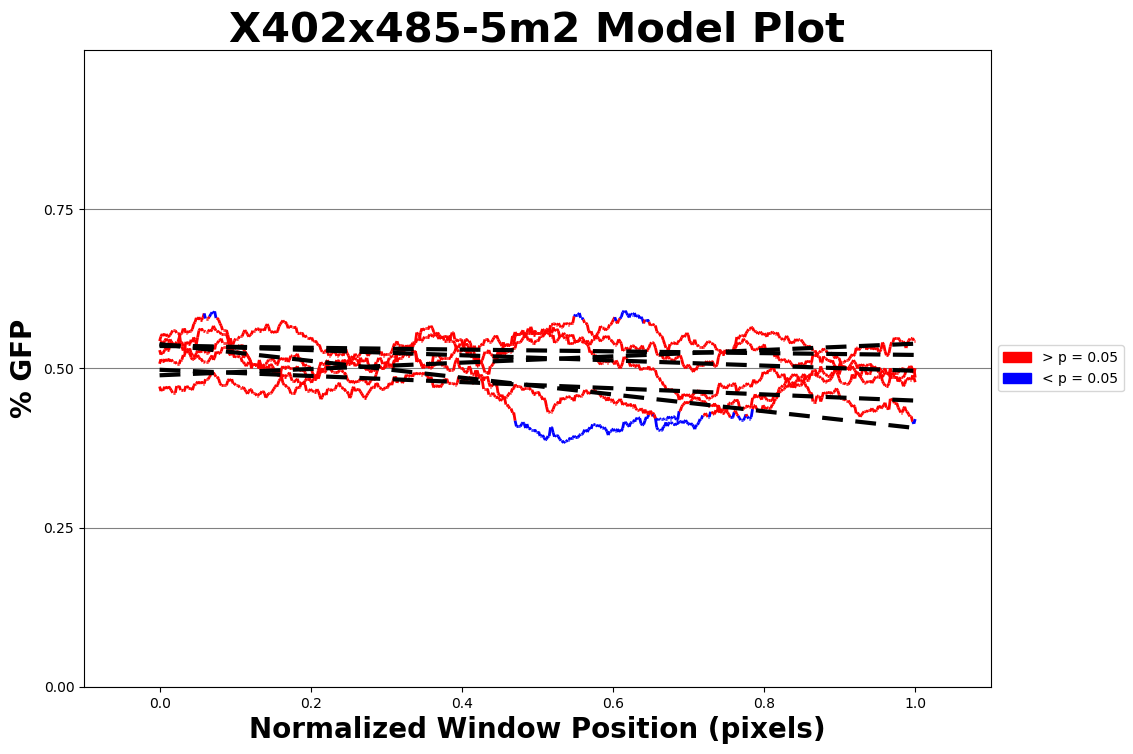 X402x485-5m2 Model Plot
% GFP
0.75
0.50
0.25
0.00
0.0 0.2 0.4 0.6 0.8 1.0
Normalized Window Position (pixels)
> p = 0.05
< p = 0.05